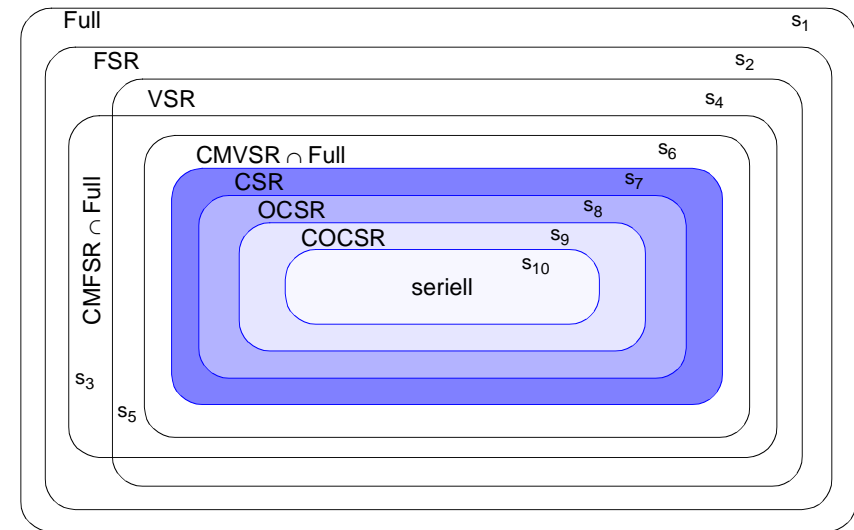 Full s₁
FSR s₂
VSR s₄
CMVSR ∩ Full s₆
CSR s₇
OCSR s₈
COCSR s₉
s₁₀
seriell
CMFSR ∩ Full
s₃
s₅